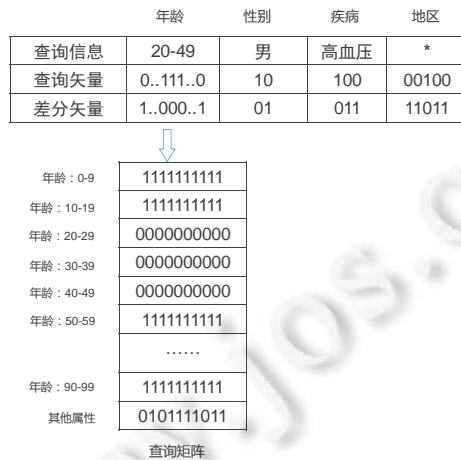 年龄 性别 疾病 地区
查询信息 20-49 男 高血压 *
查询矢量 0..111..0 10 100 00100
差分矢量 1..000..1 01 011 11011
年龄：0-9 1111111111
年龄：10-19 1111111111
年龄：20-29 0000000000
年龄：30-39 0000000000
年龄：40-49 0000000000
年龄：50-59 1111111111
……
年龄：90-99 1111111111
其他属性 0101111011
查询矩阵